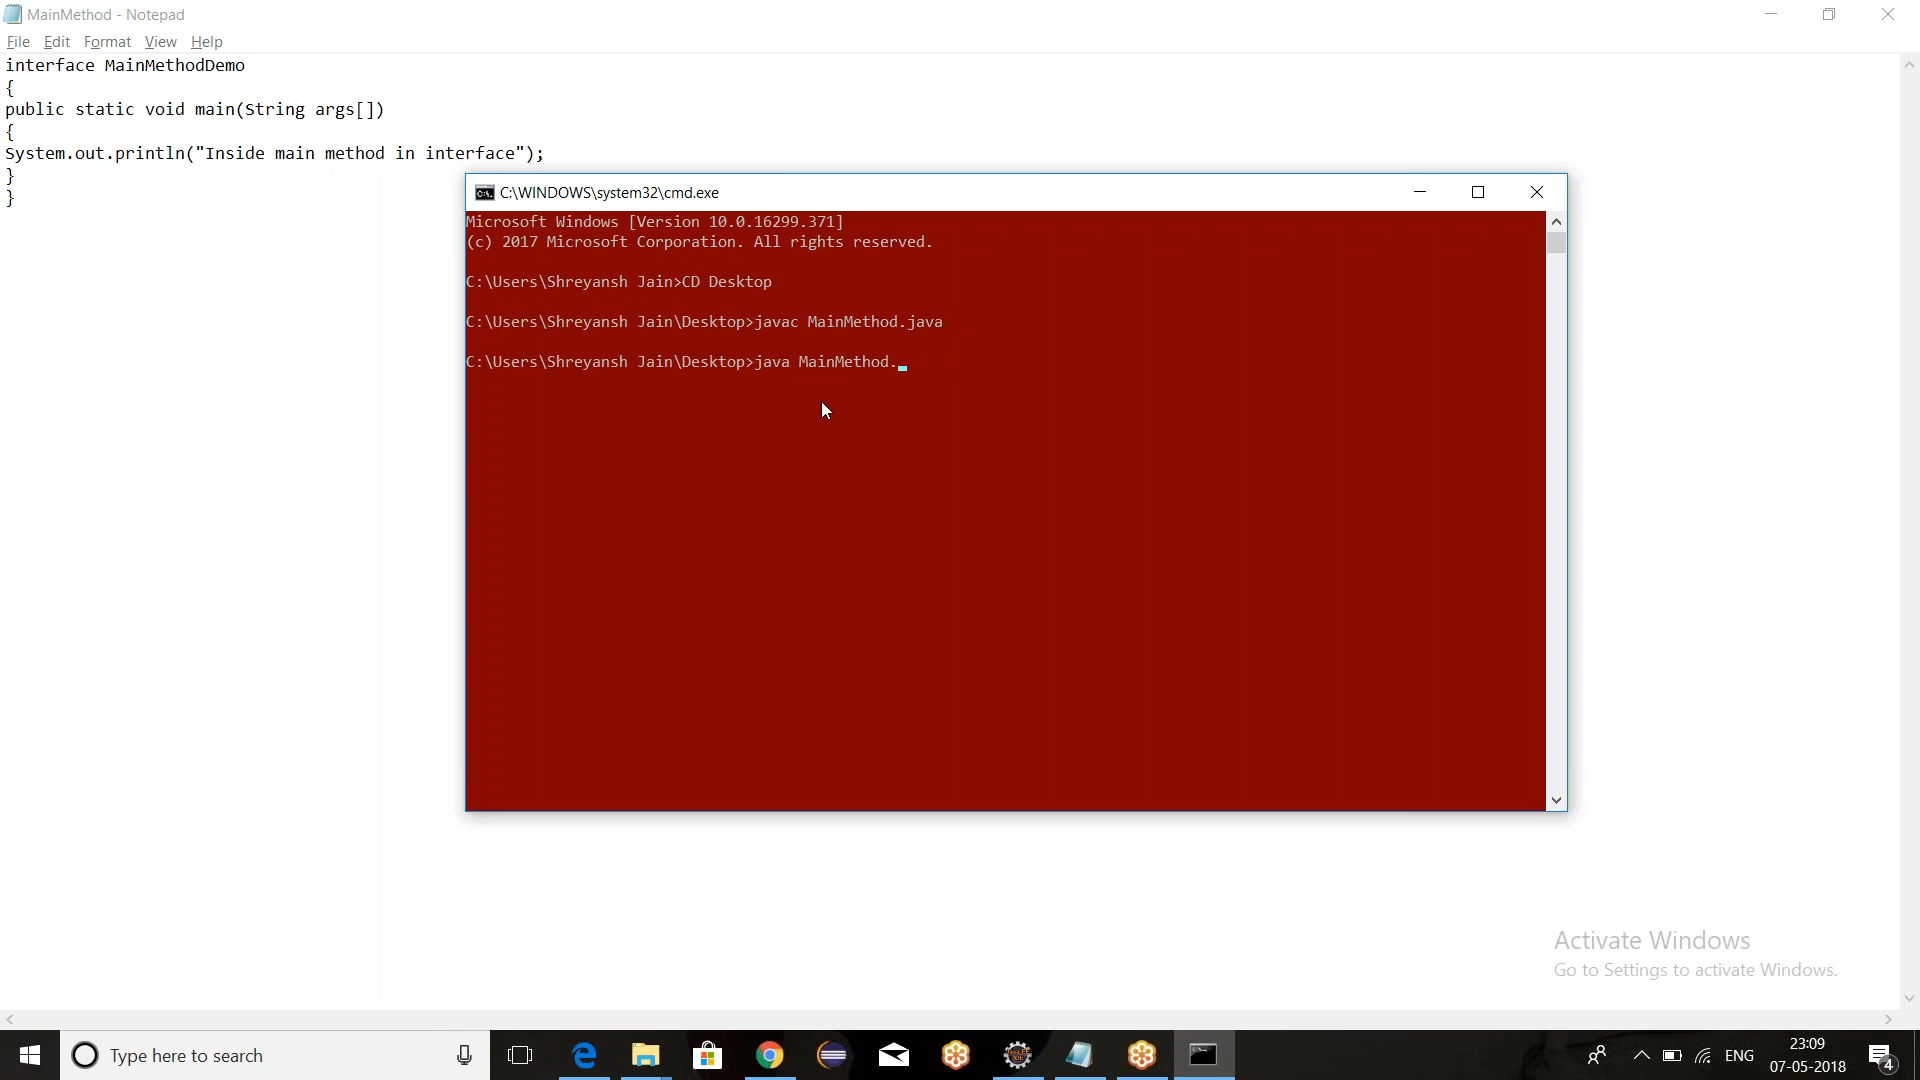 MainMethod - Notepad
File Edit Format View Help
interface MainMethodDemo
{
public static void main(String args[])
{
System.out.println("Inside main method in interface");
}
}
C:\WINDOWS\system32\cmd.exe
Microsoft Windows [Version 10.0.16299.371]
(c) 2017 Microsoft Corporation. All rights reserved.
C:\Users\Shreyansh Jain>CD Desktop
C:\Users\Shreyansh Jain\Desktop>javac MainMethod.java
C:\Users\Shreyansh Jain\Desktop>java MainMethod.
Activate Windows
Go to Settings to activate Windows.
Type here to search
ENG
23:09
07-05-2018
4